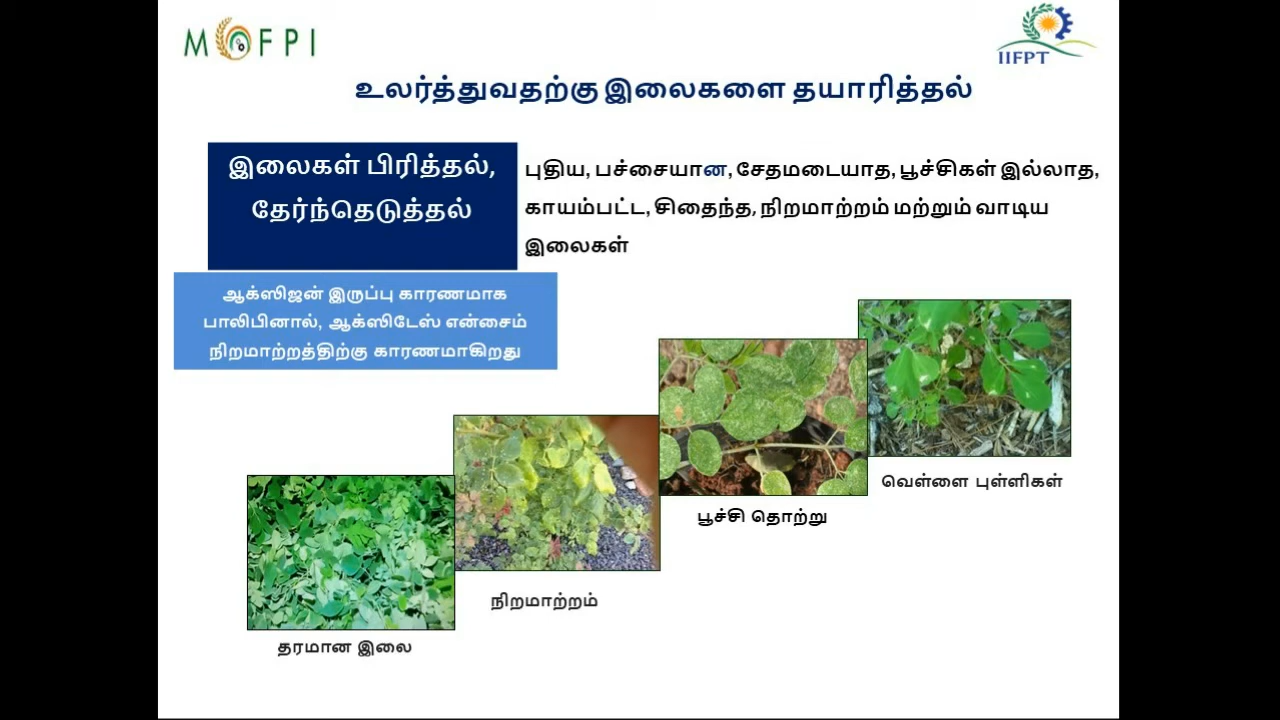 MOFPI
IIFPT
உலர்த்துவதற்கு இலைகளை தயாரித்தல்
இலைகள் பிரித்தல்,
தேர்ந்தெடுத்தல்
புதிய, பச்சையான, சேதமடையாத, பூச்சிகள் இல்லாத,
காயம்பட்ட, சிதைந்த, நிறமாற்றம் மற்றும் வாடிய
இலைகள்
ஆக்ஸிஜன் இருப்பு காரணமாக
பாலிபினால், ஆக்ஸிடேஸ் என்சைம்
நிறமாற்றத்திற்கு காரணமாகிறது
வெள்ளை புள்ளிகள்
பூச்சி தொற்று
நிறமாற்றம்
தரமான இலை